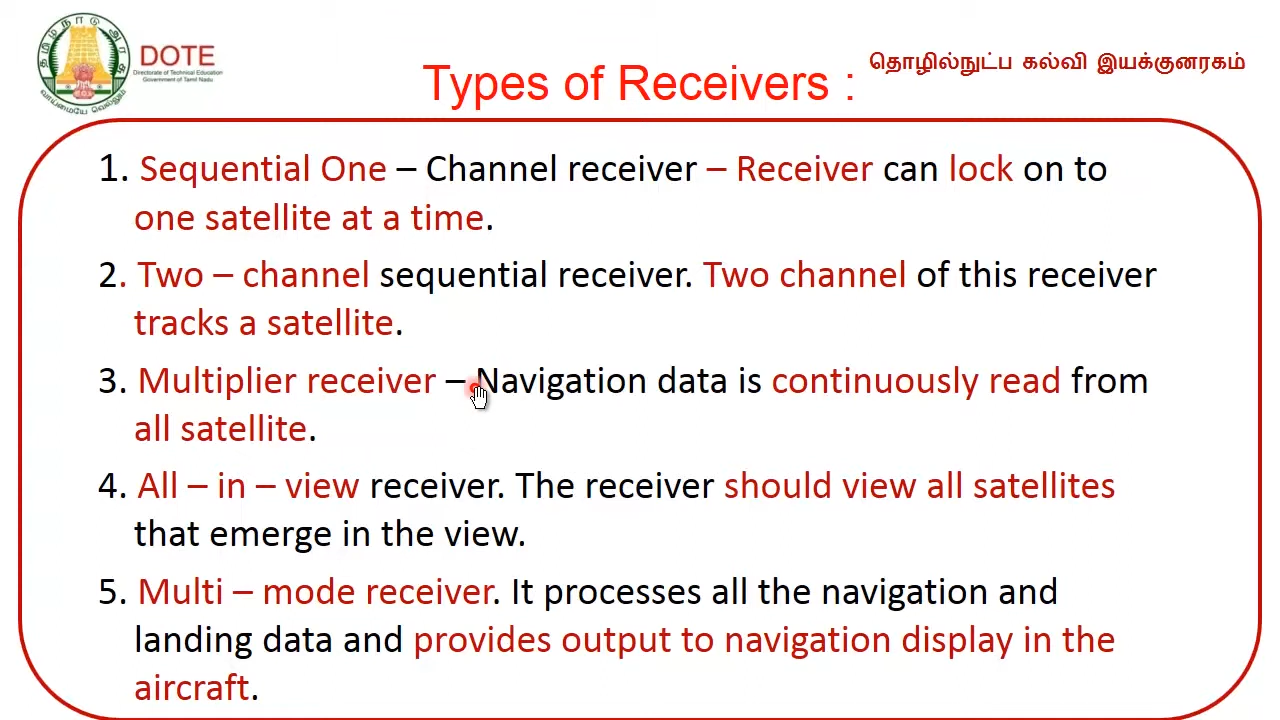 தமிழ்நாடு அரசு
வாய்மையே வெல்லும்
DOTE
Directorate of Technical Education
Government of Tamil Nadu
தொழில்நுட்ப கல்வி இயக்குனரகம்
Types of Receivers :
1. Sequential One – Channel receiver – Receiver can lock on to
one satellite at a time.
2. Two – channel sequential receiver. Two channel of this receiver
tracks a satellite.
3. Multiplier receiver – Navigation data is continuously read from
all satellite.
4. All – in – view receiver. The receiver should view all satellites
that emerge in the view.
5. Multi – mode receiver. It processes all the navigation and
landing data and provides output to navigation display in the
aircraft.